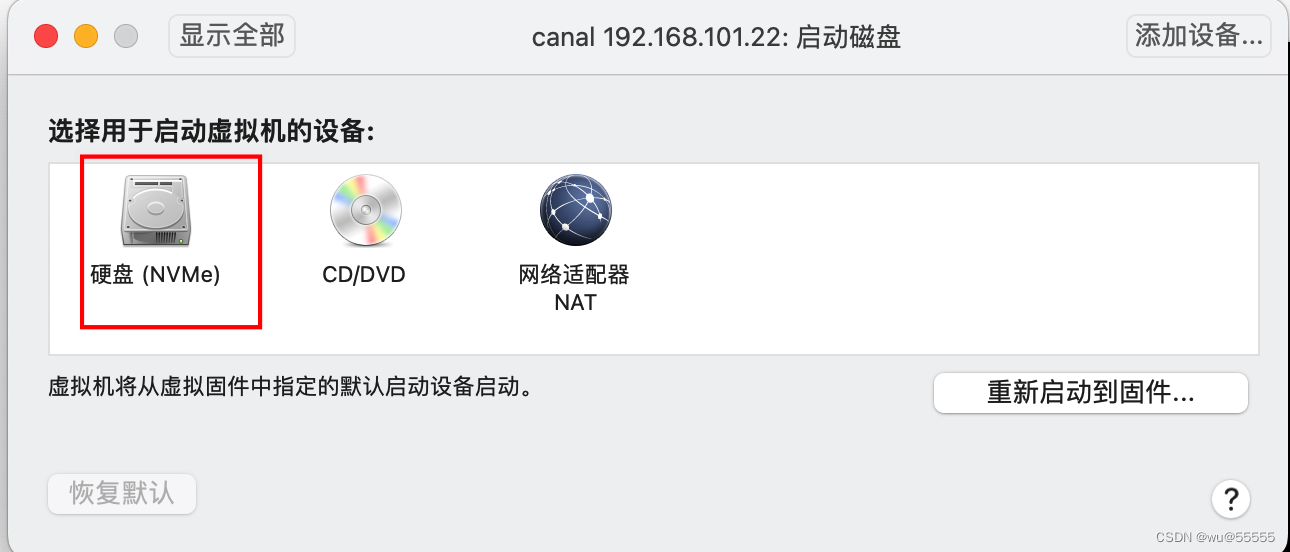 显示全部
canal 192.168.101.22: 启动磁盘
添加设备...
选择用于启动虚拟机的设备:
硬盘 (NVMe)
CD/DVD
网络适配器
NAT
虚拟机将从虚拟固件中指定的默认启动设备启动。
重新启动到固件...
恢复默认
?
CSDN @wu@55555